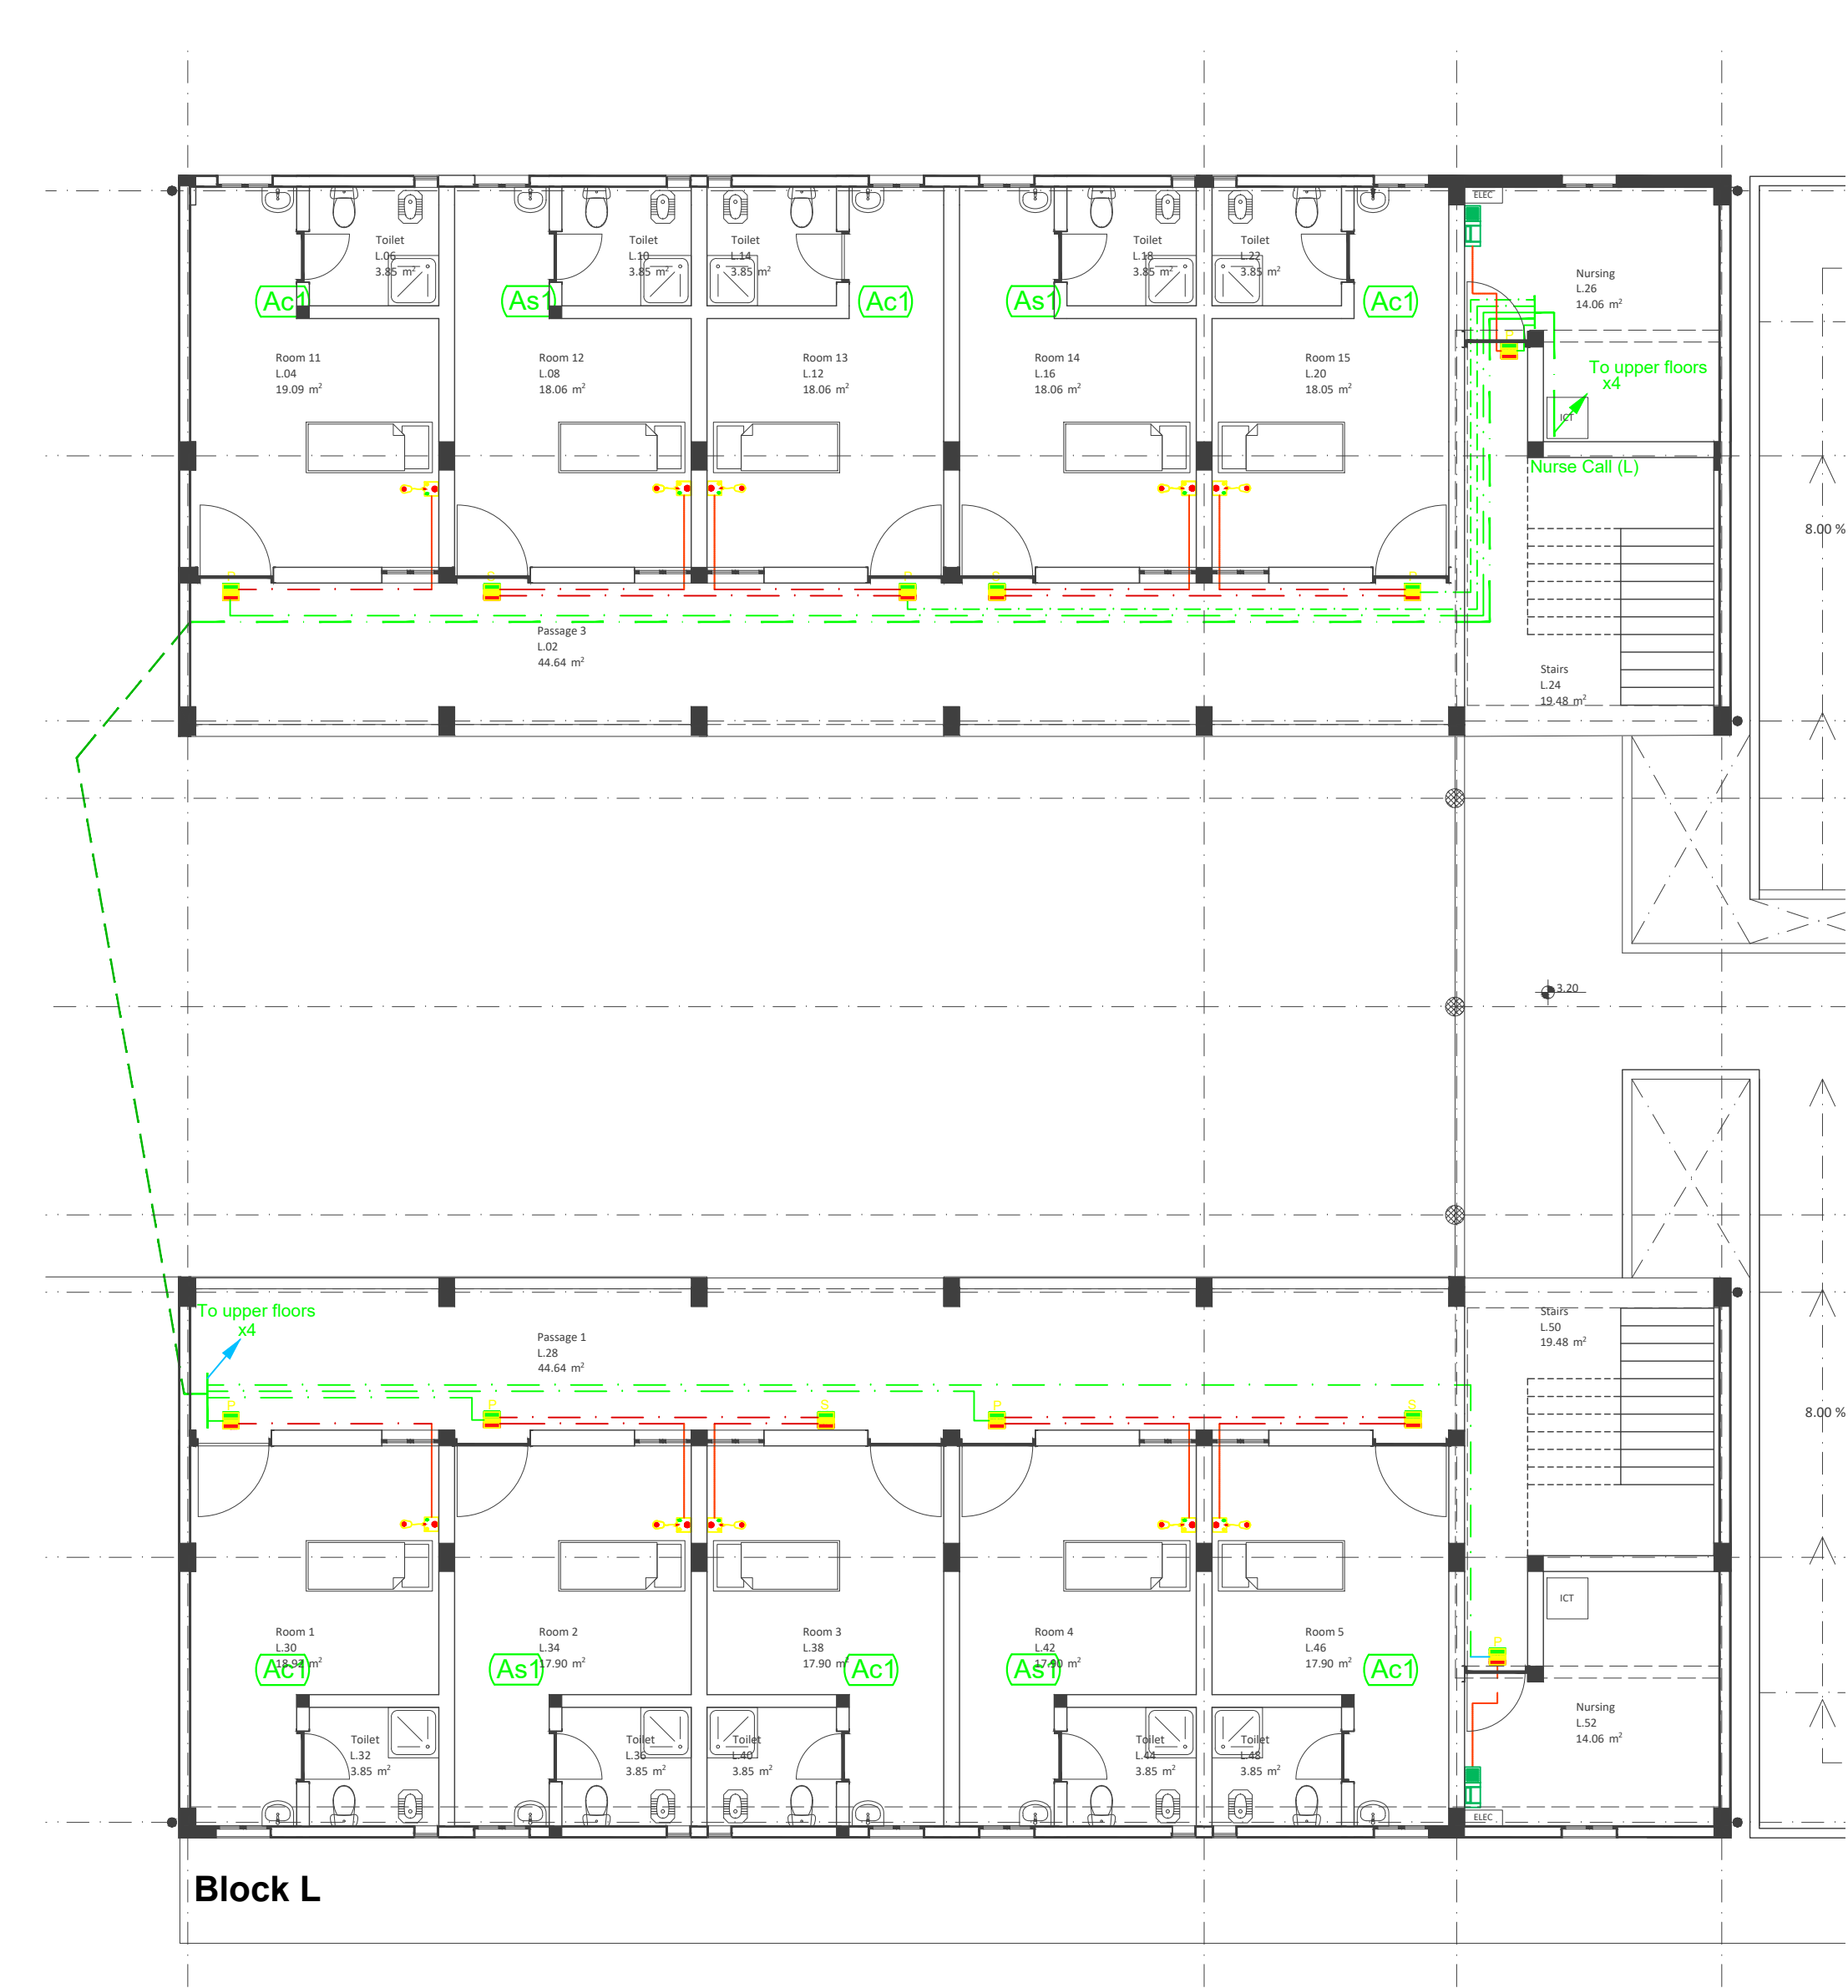 ELEC
Toilet
L.06
3.85 m²
Toilet
L.10
3.85 m²
Toilet
L.14
3.85 m²
Toilet
L.18
3.85 m²
Toilet
L.22
3.85 m²
Nursing
L.26
14.06 m²
Ac1
As1
Ac1
As1
Ac1
P
Room 11
L.04
19.09 m²
Room 12
L.08
18.06 m²
Room 13
L.12
18.06 m²
Room 14
L.16
18.06 m²
Room 15
L.20
18.05 m²
To upper floors
x4
ICT
Nurse Call (L)
8.00 %
P
S
P
S
P
Passage 3
L.02
44.64 m²
Stairs
L.24
19.48 m²
3.20
To upper floors
x4
Passage 1
L.28
44.64 m²
Stairs
L.50
19.48 m²
P
P
S
P
S
8.00 %
ICT
Room 1
L.30
18.92 m²
Room 2
L.34
17.90 m²
Room 3
L.38
17.90 m²
Room 4
L.42
17.90 m²
Room 5
L.46
17.90 m²
P
Ac1
As1
Ac1
As1
Ac1
Nursing
L.52
14.06 m²
Toilet
L.32
3.85 m²
Toilet
L.36
3.85 m²
Toilet
L.40
3.85 m²
Toilet
L.44
3.85 m²
Toilet
L.48
3.85 m²
ELEC
Block L